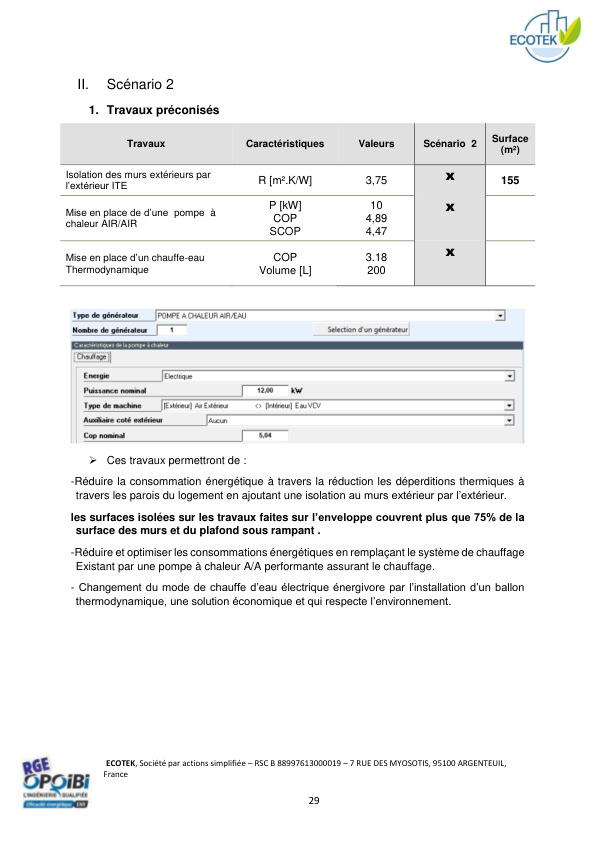 ECOTEK
II. Scénario 2
1. Travaux préconisés
Travaux Caractéristiques Valeurs Scénario 2 Surface (m²)
Isolation des murs extérieurs par l'extérieur ITE R [m².K/W] 3,75 x 155
Mise en place de d'une pompe à chaleur AIR/AIR x
P [kW] 10
COP 4,89
SCOP 4,47
Mise en place d'un chauffe-eau Thermodynamique x
COP 3.18
Volume [L] 200
Type de générateur POMPE A CHALEUR AIR/EAU
Nombre de générateur 1 Selection d'un générateur
Caractéristiques de la pompe à chaleur
Chauffage
Energie Electrique
Puissance nominal 12,00 kW
Type de machine [Extérieur] Air Extérieur <> [Intérieur] Eau VCV
Auxiliaire coté extérieur Aucun
Cop nominal 5,04
➢ Ces travaux permettront de :
-Réduire la consommation énergétique à travers la réduction les déperditions thermiques à
travers les parois du logement en ajoutant une isolation au murs extérieur par l'extérieur.
les surfaces isolées sur les travaux faites sur l'enveloppe couvrent plus que 75% de la
surface des murs et du plafond sous rampant .
-Réduire et optimiser les consommations énergétiques en remplaçant le système de chauffage
Existant par une pompe à chaleur A/A performante assurant le chauffage.
- Changement du mode de chauffe d'eau électrique énergivore par l'installation d'un ballon
thermodynamique, une solution économique et qui respecte l'environnement.
RGE
OPQIBI
L'INGÉNIERIE QUALIFIÉE
Efficacité énergétique ENR
ECOTEK, Société par actions simplifiée – RSC B 88997613000019 – 7 RUE DES MYOSOTIS, 95100 ARGENTEUIL,
France
29